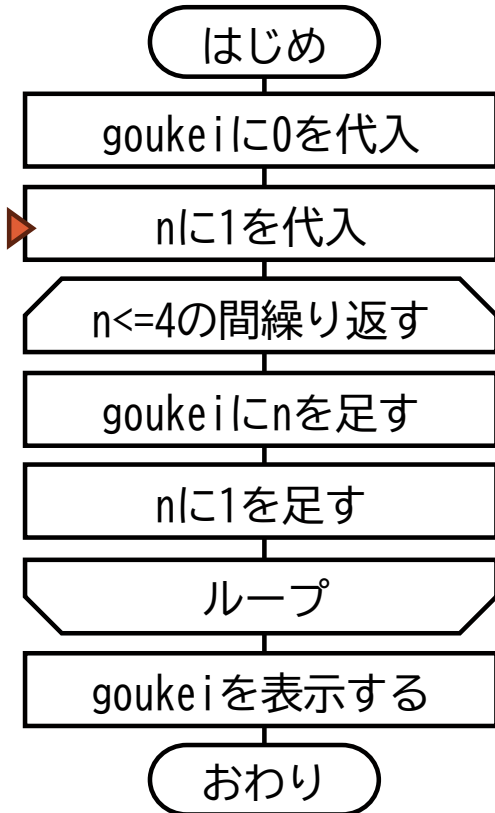 はじめ
goukeiに0を代入
nに1を代入
n<=4の間繰り返す
goukeiにnを足す
nに1を足す
ループ
goukeiを表示する
おわり